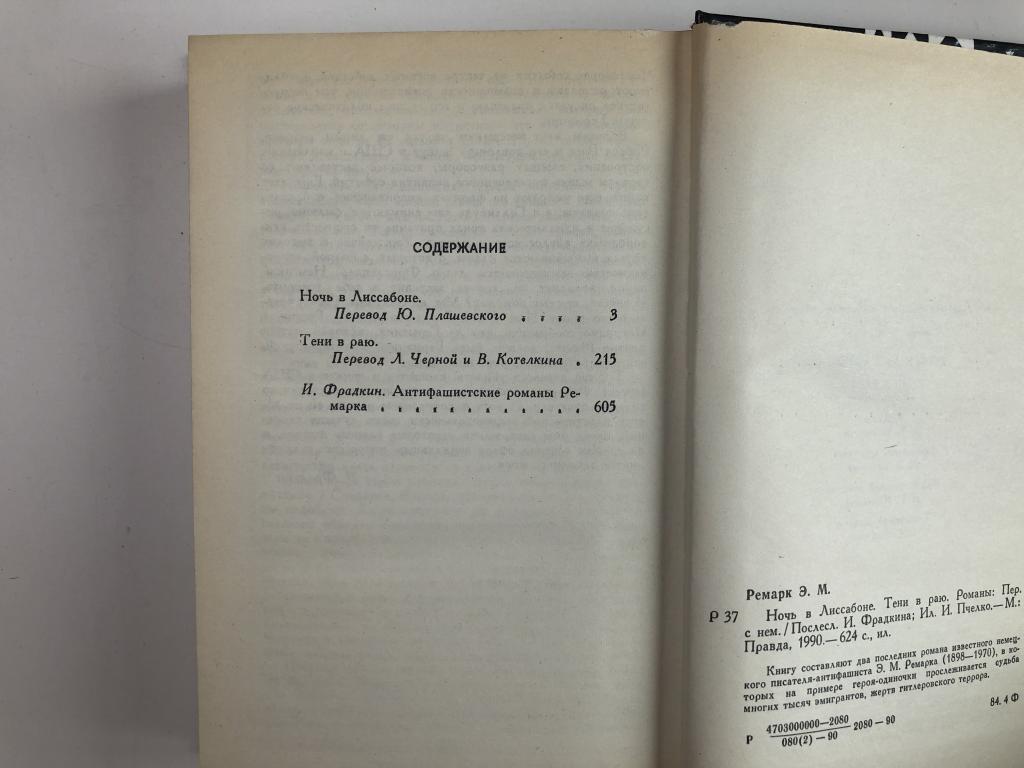 СОДЕРЖАНИЕ
Ночь в Лиссабоне.
Перевод Ю. Плашевского . . . . 3
Тени в раю.
Перевод Л. Черной и В. Котелкина . 215
И. Фрадкин. Антифашистские романы Ре-
марка . . . . . . . . . . . . 605
Ремарк Э. М.
Р 37 Ночь в Лиссабоне. Тени в раю. Романы: Пер.
с нем./Послесл. И. Фрадкина; Ил. И. Пчелко.—М.:
Правда, 1990.—624 с., ил.
Книгу составляют два последних романа известного немец-
кого писателя-антифашиста Э. М. Ремарка (1898—1970), в ко-
торых на примере героя-одиночки прослеживается судьба
многих тысяч эмигрантов, жертв гитлеровского террора.
84.4 Ф
Р 4703000000—2080
080(2)—90 2080—90